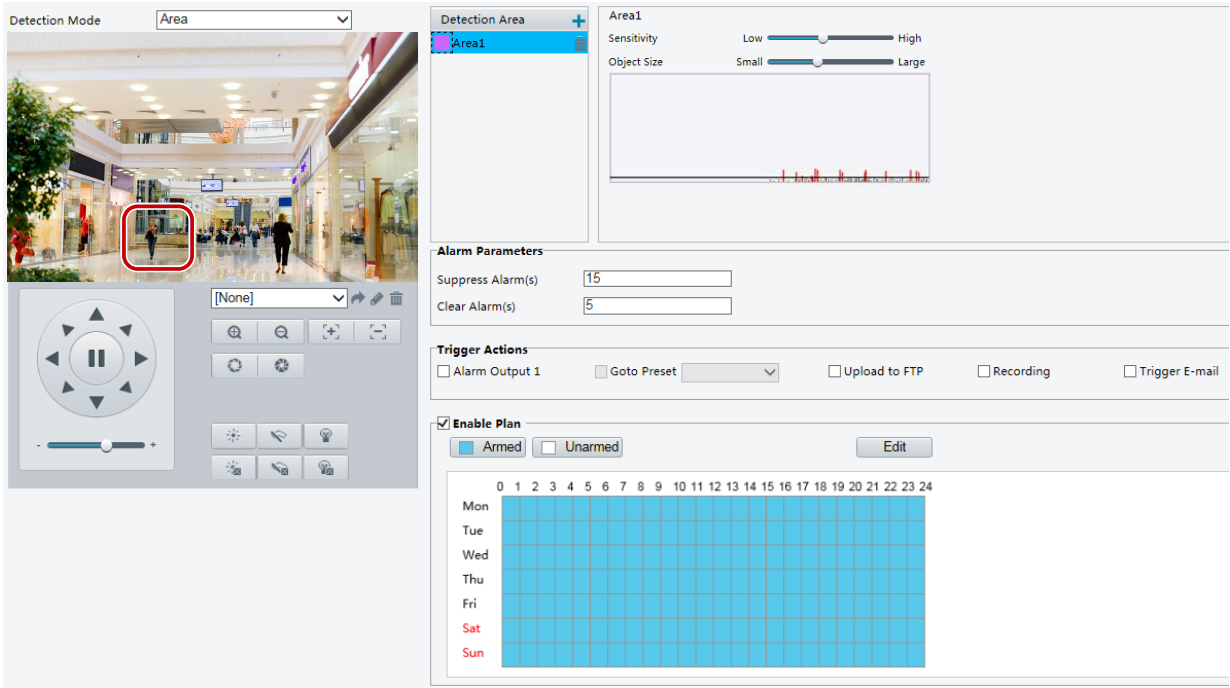 Detection Mode
Area
Detection Area
Area1
Area1
Sensitivity
Low
High
Object Size
Small
Large
Alarm Parameters
Suppress Alarm(s)
15
Clear Alarm(s)
5
[None]
- +
Trigger Actions
Alarm Output 1
Goto Preset
Upload to FTP
Recording
Trigger E-mail
Enable Plan
Armed
Unarmed
Edit
0 1 2 3 4 5 6 7 8 9 10 11 12 13 14 15 16 17 18 19 20 21 22 23 24
Mon
Tue
Wed
Thu
Fri
Sat
Sun